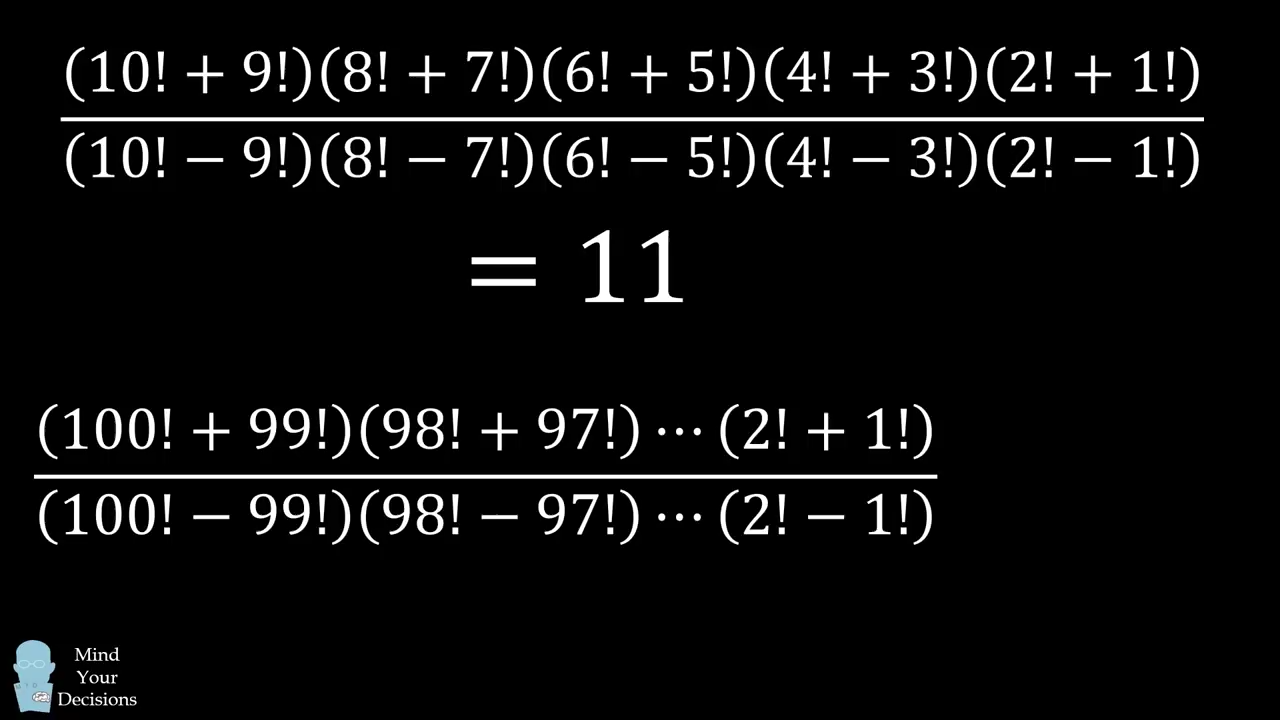 (10! + 9!)(8! + 7!)(6! + 5!)(4! + 3!)(2! + 1!)
(10! − 9!)(8! − 7!)(6! − 5!)(4! − 3!)(2! − 1!)
= 11
(100! + 99!)(98! + 97!) ⋯ (2! + 1!)
(100! − 99!)(98! − 97!) ⋯ (2! − 1!)
Mind
Your
Decisions